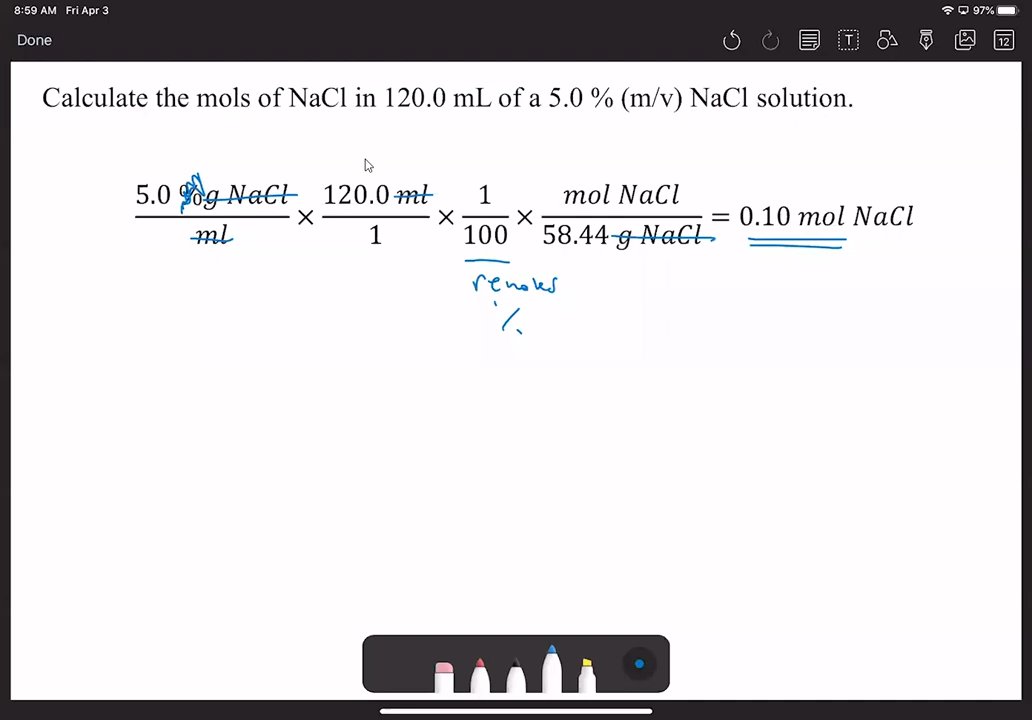 8:59 AM Fri Apr 3 97%
Done
T
12
Calculate the mols of NaCl in 120.0 mL of a 5.0 % (m/v) NaCl solution.
5.0 %g NaCl / ml × 120.0 ml / 1 × 1 / 100 × mol NaCl / 58.44 g NaCl = 0.10 mol NaCl
removes
%